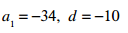 a₁ = −34, d = −10